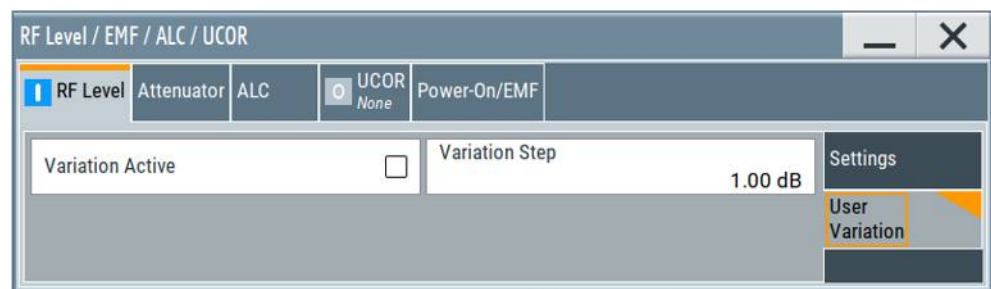 RF Level / EMF / ALC / UCOR
RF Level
Attenuator
ALC
0 UCOR
None
Power-On/EMF
Variation Active
Variation Step
1.00 dB
Settings
User
Variation